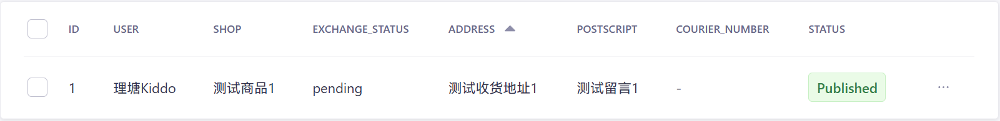 ID USER SHOP EXCHANGE_STATUS ADDRESS POSTSCRIPT COURIER_NUMBER STATUS
1 理塘Kiddo 测试商品1 pending 测试收货地址1 测试留言1 - Published ...